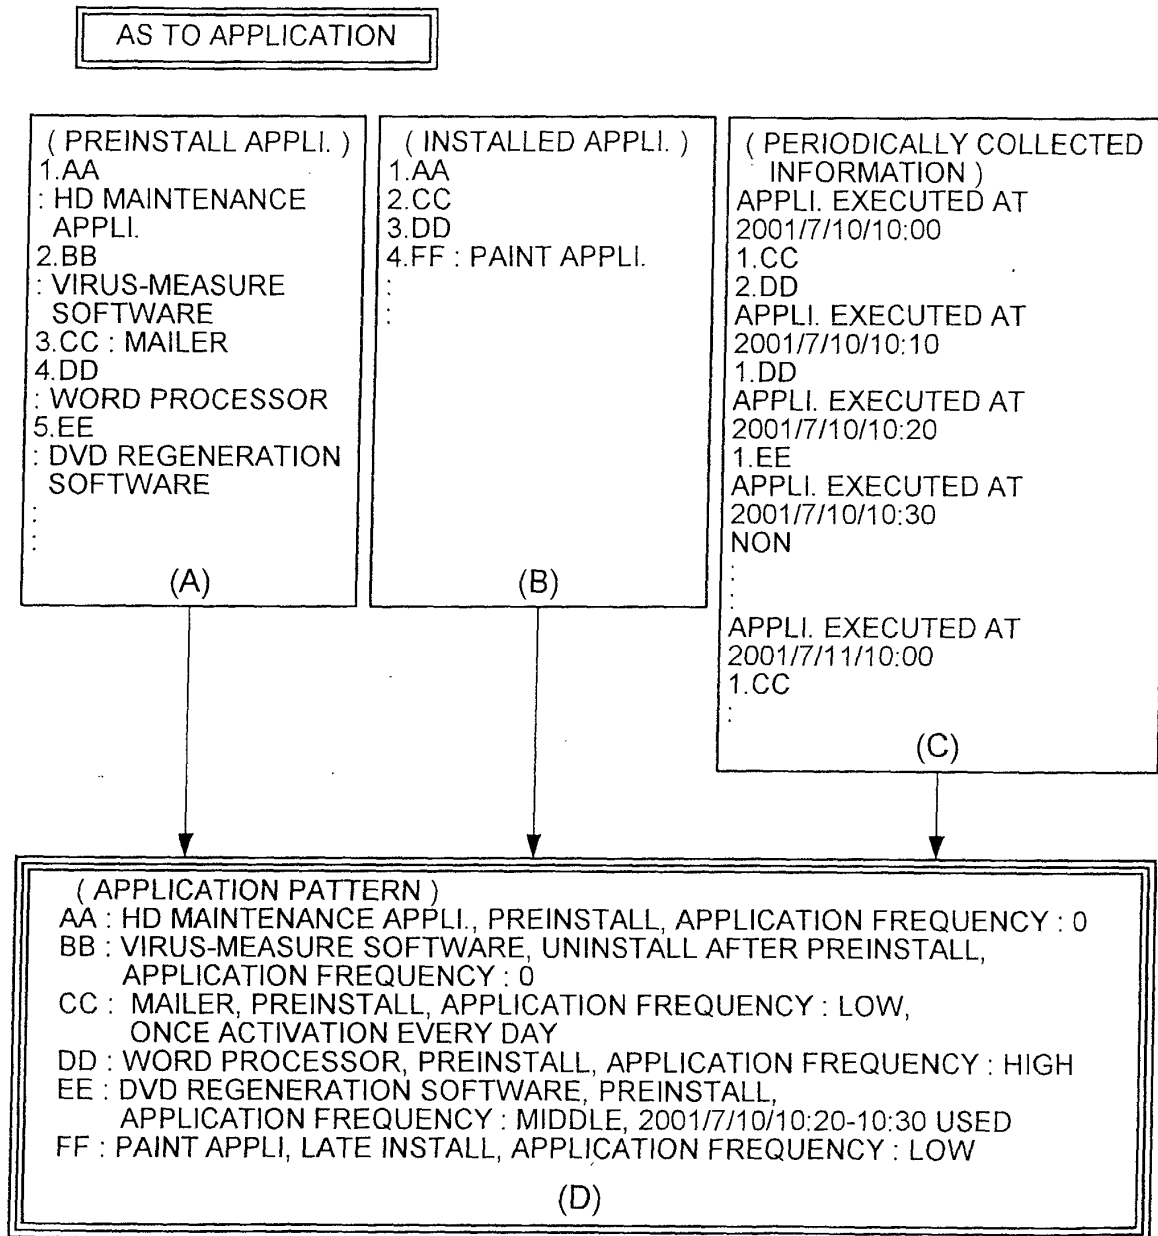 AS TO APPLICATION
( PREINSTALL APPLI. )
1.AA
: HD MAINTENANCE
APPLI.
2.BB
: VIRUS-MEASURE
SOFTWARE
3.CC : MAILER
4.DD
: WORD PROCESSOR
5.EE
: DVD REGENERATION
SOFTWARE
:
:
(A)
( INSTALLED APPLI. )
1.AA
2.CC
3.DD
4.FF : PAINT APPLI.
:
:
(B)
( PERIODICALLY COLLECTED
INFORMATION )
APPLI. EXECUTED AT
2001/7/10/10:00
1.CC
2.DD
APPLI. EXECUTED AT
2001/7/10/10:10
1.DD
APPLI. EXECUTED AT
2001/7/10/10:20
1.EE
APPLI. EXECUTED AT
2001/7/10/10:30
NON
:
:
APPLI. EXECUTED AT
2001/7/11/10:00
1.CC
:
(C)
( APPLICATION PATTERN )
AA : HD MAINTENANCE APPLI., PREINSTALL, APPLICATION FREQUENCY : 0
BB : VIRUS-MEASURE SOFTWARE, UNINSTALL AFTER PREINSTALL,
APPLICATION FREQUENCY : 0
CC : MAILER, PREINSTALL, APPLICATION FREQUENCY : LOW,
ONCE ACTIVATION EVERY DAY
DD : WORD PROCESSOR, PREINSTALL, APPLICATION FREQUENCY : HIGH
EE : DVD REGENERATION SOFTWARE, PREINSTALL,
APPLICATION FREQUENCY : MIDDLE, 2001/7/10/10:20-10:30 USED
FF : PAINT APPLI, LATE INSTALL, APPLICATION FREQUENCY : LOW
(D)